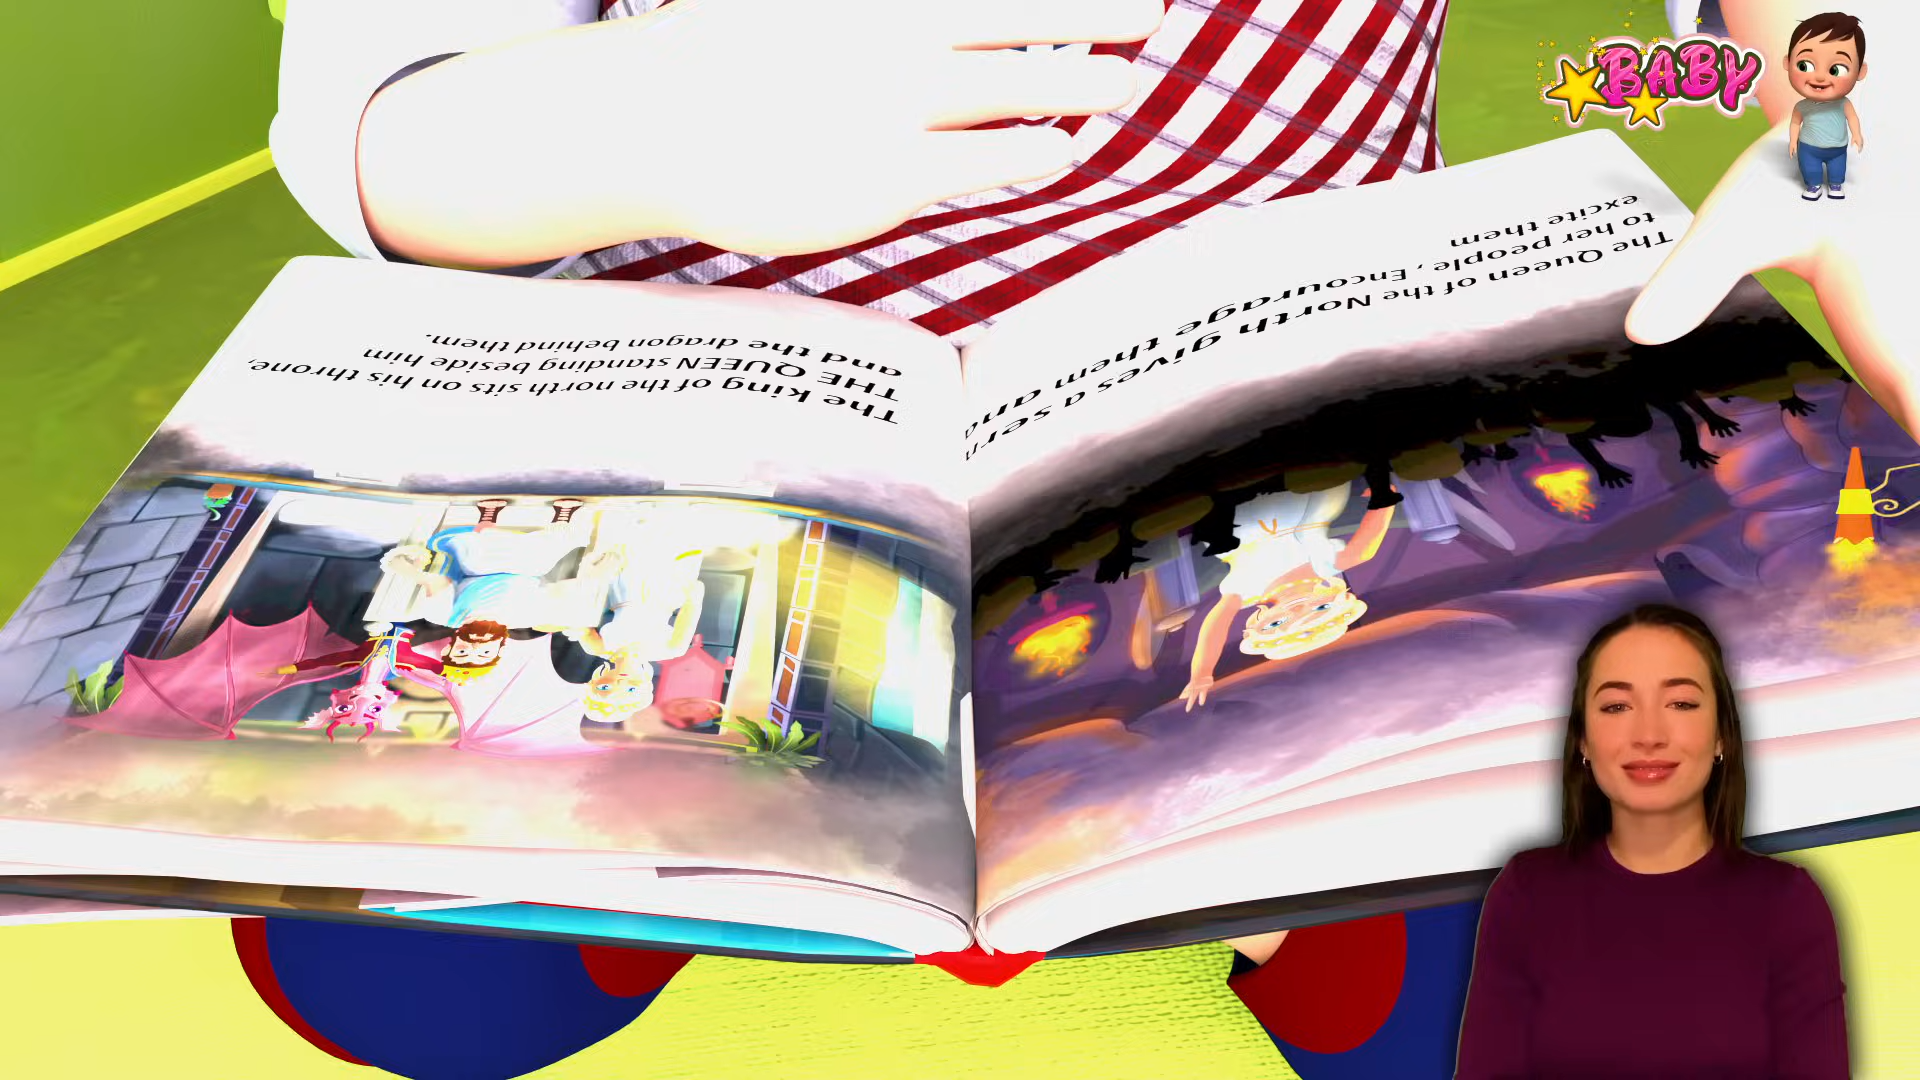 BABY
The king of the north sits on his throne,
THE QUEEN standing beside him
and the dragon behind them.
The Queen of the North gives a serm
to her people, Encourage them and
excite them